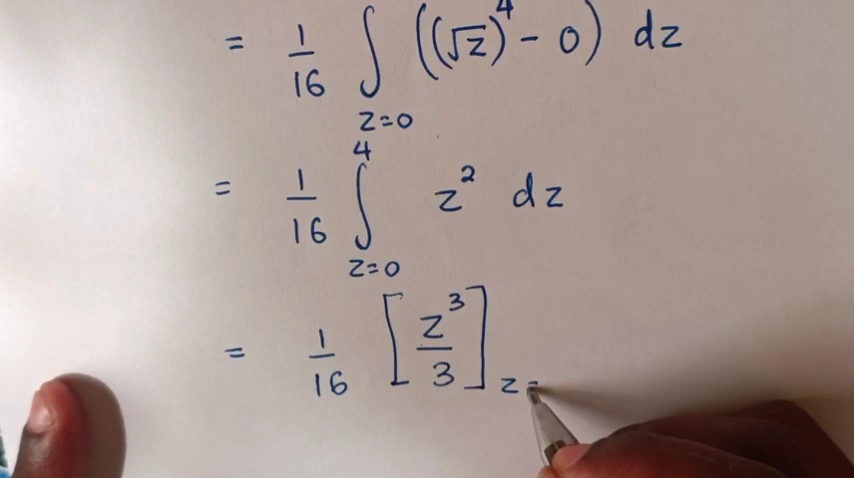 = 1/16 ∫_{z=0} ((√z)^4 - 0) dz
= 1/16 ∫_{z=0}^{4} z^2 dz
= 1/16 [z^3/3]_{z=